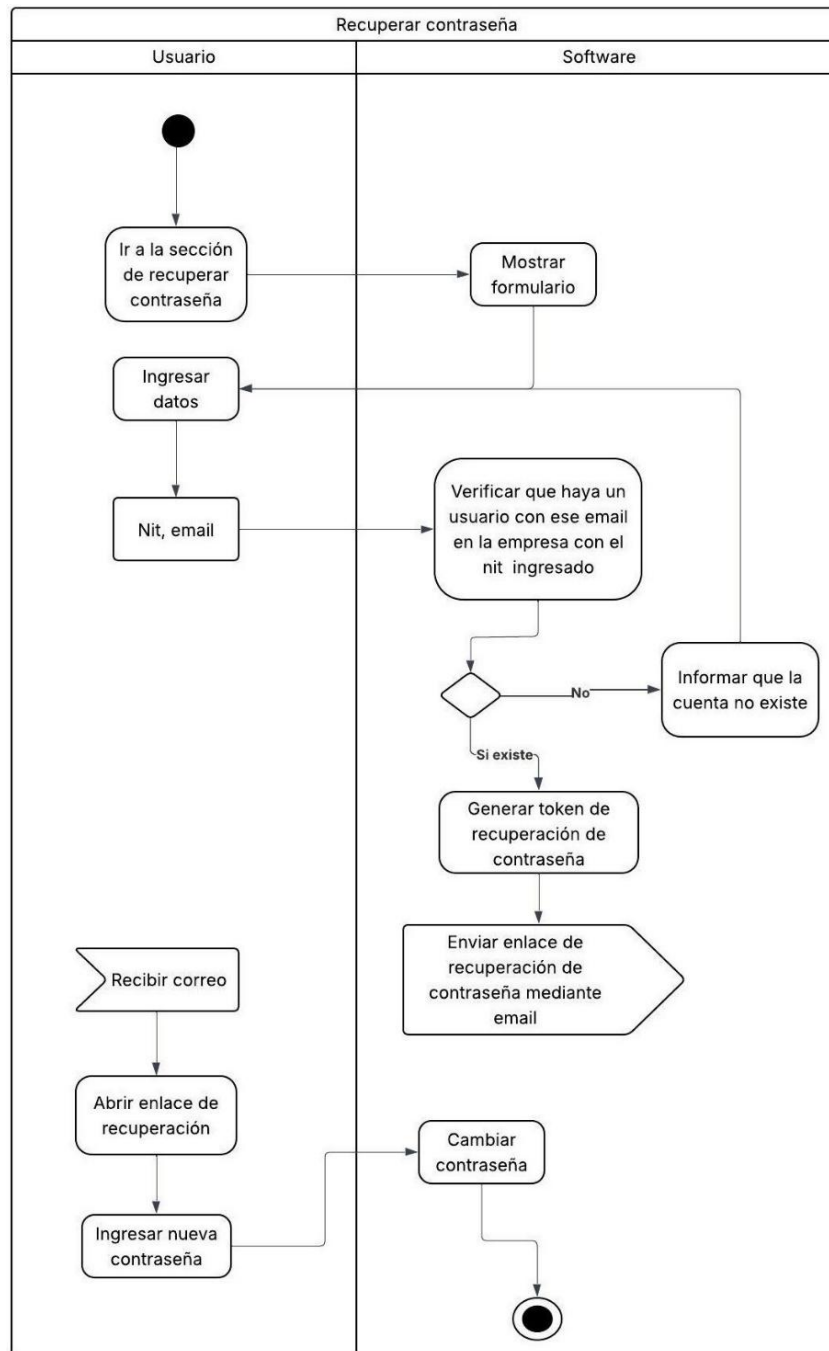 Recuperar contraseña
Usuario
Software
Ir a la sección
de recuperar
contraseña
Mostrar
formulario
Ingresar
datos
Nit, email
Verificar que haya un
usuario con ese email
en la empresa con el
nit ingresado
No
Informar que la
cuenta no existe
Si existe
Generar token de
recuperación de
contraseña
Enviar enlace de
recuperación de
contraseña mediante
email
Recibir correo
Abrir enlace de
recuperación
Ingresar nueva
contraseña
Cambiar
contraseña